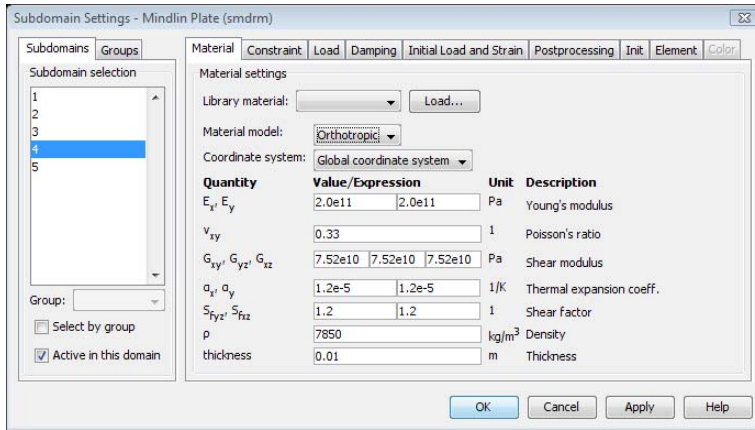 Subdomain Settings - Mindlin Plate (smdrm)
Subdomains Groups
Subdomain selection
1
2
3
4
5
Group:
Select by group
Active in this domain
Material Constraint Load Damping Initial Load and Strain Postprocessing Init Element Color
Material settings
Library material: Load...
Material model: Orthotropic
Coordinate system: Global coordinate system
Quantity Value/Expression Unit Description
Ex, Ey 2.0e11 2.0e11 Pa Young's modulus
νxy 0.33 1 Poisson's ratio
Gxy, Gyz, Gxz 7.52e10 7.52e10 7.52e10 Pa Shear modulus
αx, αy 1.2e-5 1.2e-5 1/K Thermal expansion coeff.
Sfyz, Sfxz 1.2 1.2 1 Shear factor
ρ 7850 kg/m3 Density
thickness 0.01 m Thickness
OK Cancel Apply Help